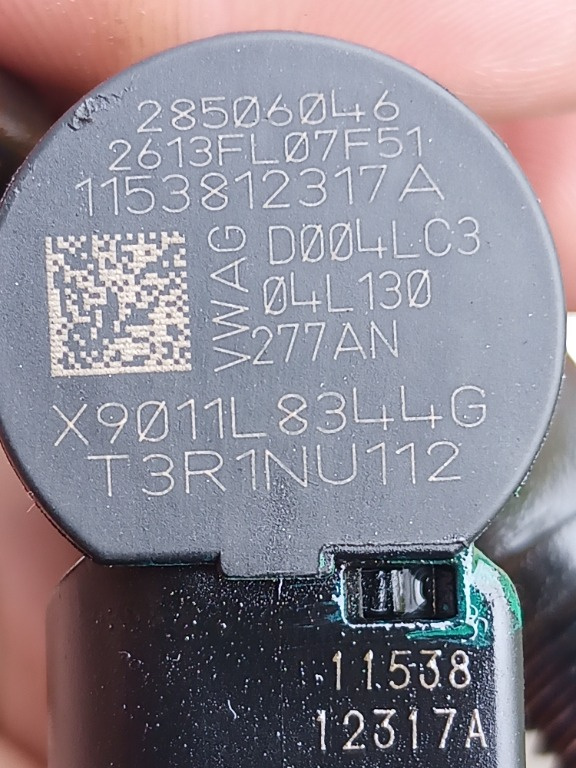 28506046
2613FL07F51
1153812317A
VWAG
D004LC3
04L130
277AN
X9011L8344G
T3R1NU112
11538
12317A